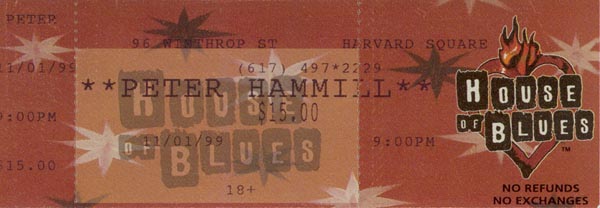 PETER
11/01/99
9:00PM
$15.00
96 WINTHROP ST HARVARD SQUARE
(617) 497*2229
**PETER HAMMILL**
$15.00
HOUSE
OF BLUES
11/01/99 9:00PM
18+
HOUSE
OF BLUES
TM
NO REFUNDS
NO EXCHANGES